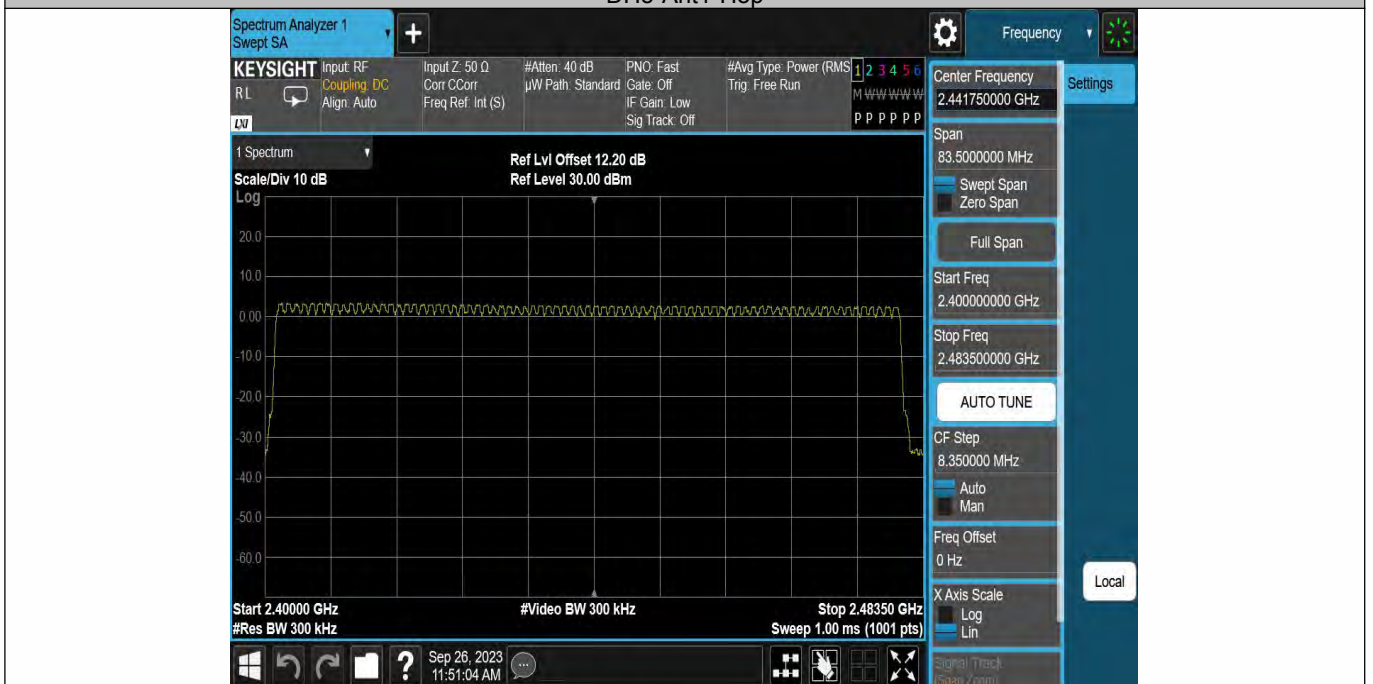 Spectrum Analyzer 1
Swept SA
Frequency
KEYSIGHT
RL
LXI
Input: RF
Coupling: DC
Align: Auto
Input Z: 50 Ω
Corr CCorr
Freq Ref: Int (S)
#Atten: 40 dB
µW Path: Standard
PNO: Fast
Gate: Off
IF Gain: Low
Sig Track: Off
#Avg Type: Power (RMS
Trig: Free Run
1 2 3 4 5 6
M W W W W W
P P P P P P
1 Spectrum
Scale/Div 10 dB
Ref Lvl Offset 12.20 dB
Ref Level 30.00 dBm
Log
20.0
10.0
0.00
-10.0
-20.0
-30.0
-40.0
-50.0
-60.0
Start 2.40000 GHz
#Res BW 300 kHz
#Video BW 300 kHz
Stop 2.48350 GHz
Sweep 1.00 ms (1001 pts)
Sep 26, 2023
11:51:04 AM
Center Frequency
2.441750000 GHz
Settings
Span
83.5000000 MHz
Swept Span
Zero Span
Full Span
Start Freq
2.400000000 GHz
Stop Freq
2.483500000 GHz
AUTO TUNE
CF Step
8.350000 MHz
Auto
Man
Freq Offset
0 Hz
Local
X Axis Scale
Log
Lin
Signal Track
(Span Zoom)